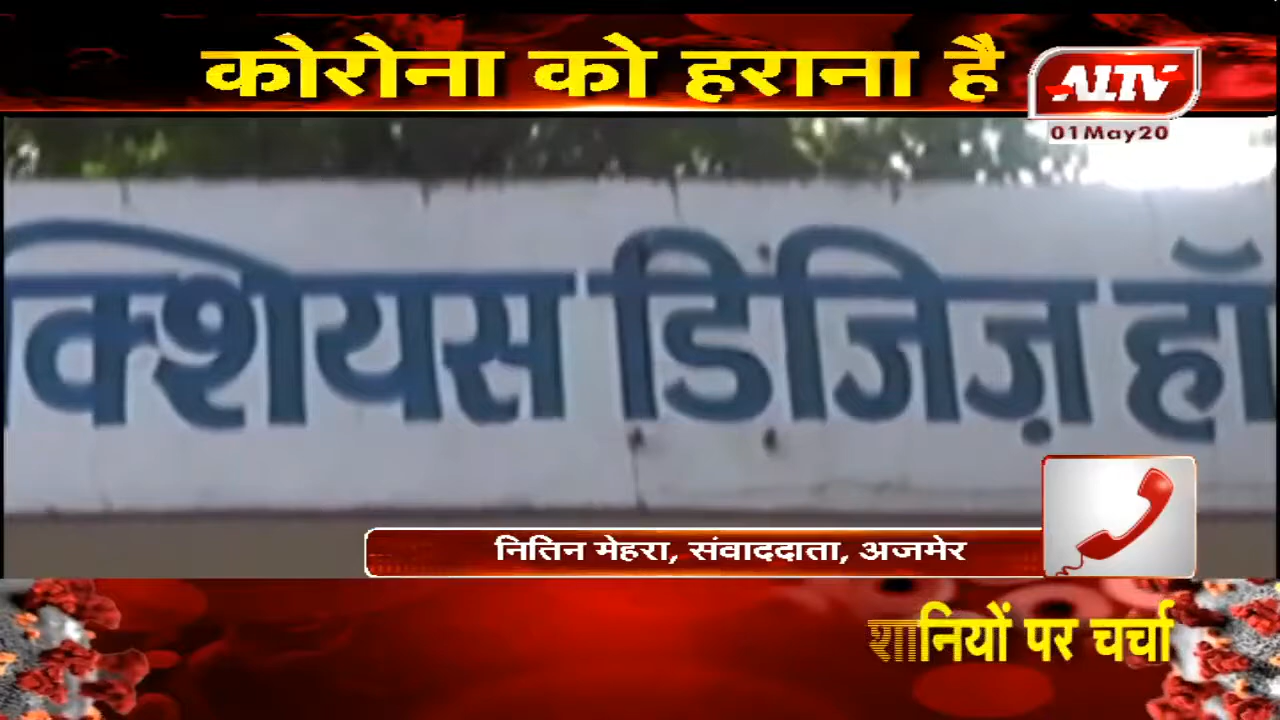 कोरोना को हराना है
ALTV
01May20
क्शियस डिंजिज़ हॉ
नितिन मेहरा, संवाददाता, अजमेर
शानियों पर चर्चा